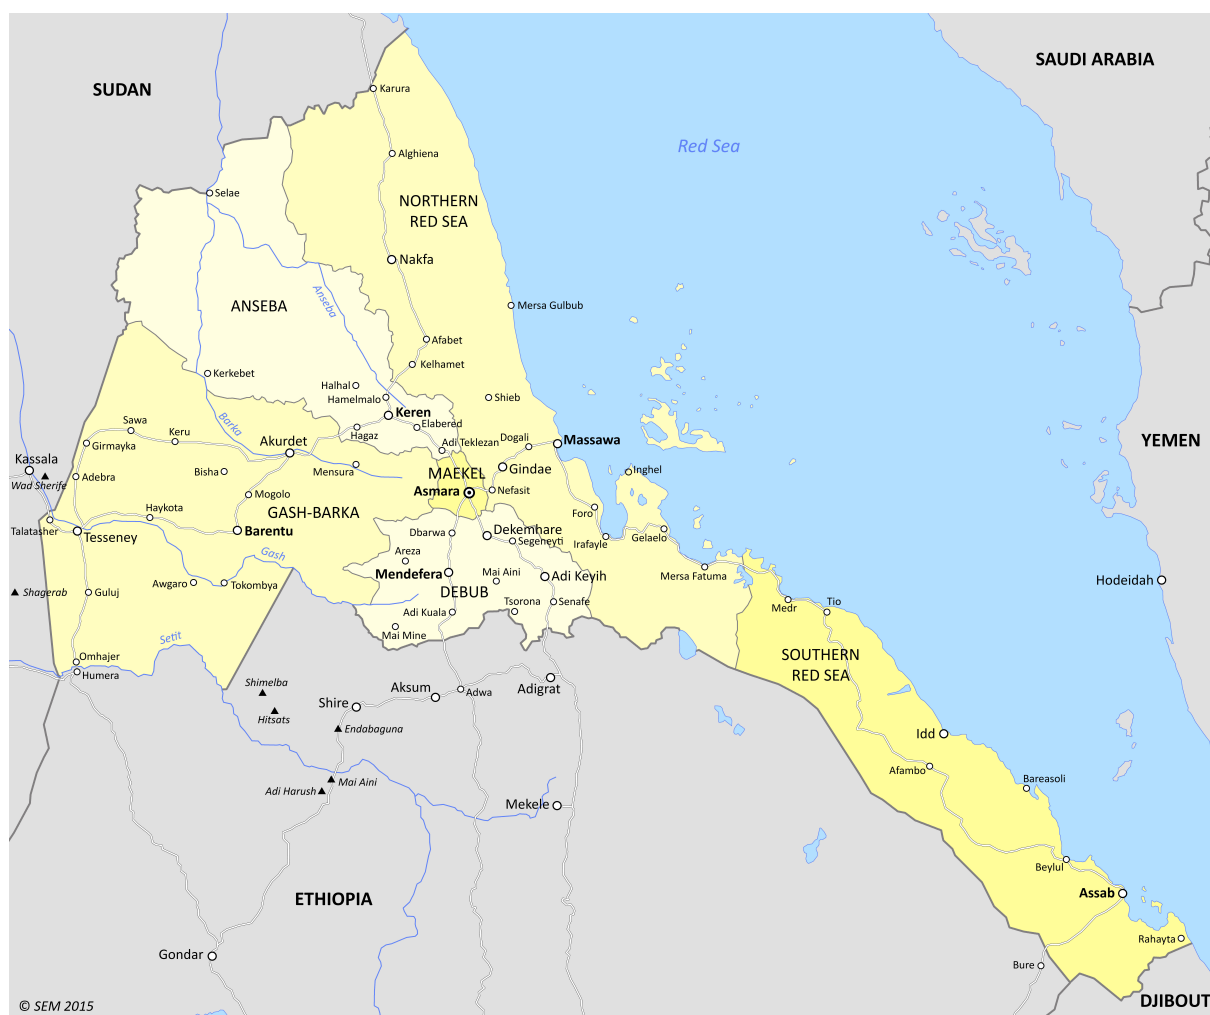 SAUDI ARABIA
SUDAN
Karura
Red Sea
Alghiena
Selae
NORTHERN
RED SEA
Nakfa
Anseba
ANSEBA
Mersa Gulbub
Afabet
Kelhamet
Kerkebet
Halhal
Hamelmalo
Shieb
Keren
Barka
Sawa
Elabered
Keru
Hagaz
Girmayka
Akurdet
Adi Teklezan
Dogali
Massawa
YEMEN
Kassala
Wad Sherife
Adebra
Bisha
Mensura
MAEKEL
Gindae
Inghel
Asmara
Nefasit
Mogolo
Haykota
GASH-BARKA
Foro
Talatasher
Tesseney
Barentu
Dbarwa
Dekemhare
Segeneyti
Irafayle
Gelaelo
Gash
Areza
Mendefera
Mai Aini
Adi Keyih
Mersa Fatuma
Hodeidah
Awgaro
Tokombya
Shagerab
Guluj
DEBUB
Tsorona
Senafe
Adi Kuala
Medr
Tio
Mai Mine
Setit
Omhajer
Humera
SOUTHERN
RED SEA
Shimelba
Aksum
Adwa
Adigrat
Shire
Hitsats
Endabaguna
Idd
Afambo
Mai Aini
Adi Harush
Bareasoli
Mekele
Beylul
Assab
ETHIOPIA
Rahayta
Gondar
Bure
© SEM 2015
DJIBOUT